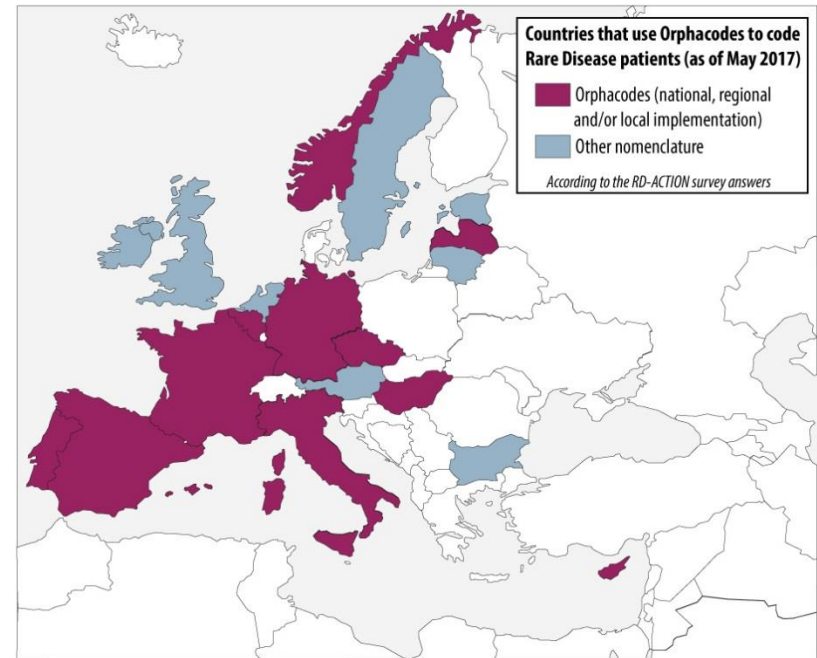 Countries that use Orphacodes to code
Rare Disease patients (as of May 2017)
Orphacodes (national, regional
and/or local implementation)
Other nomenclature
According to the RD-ACTION survey answers